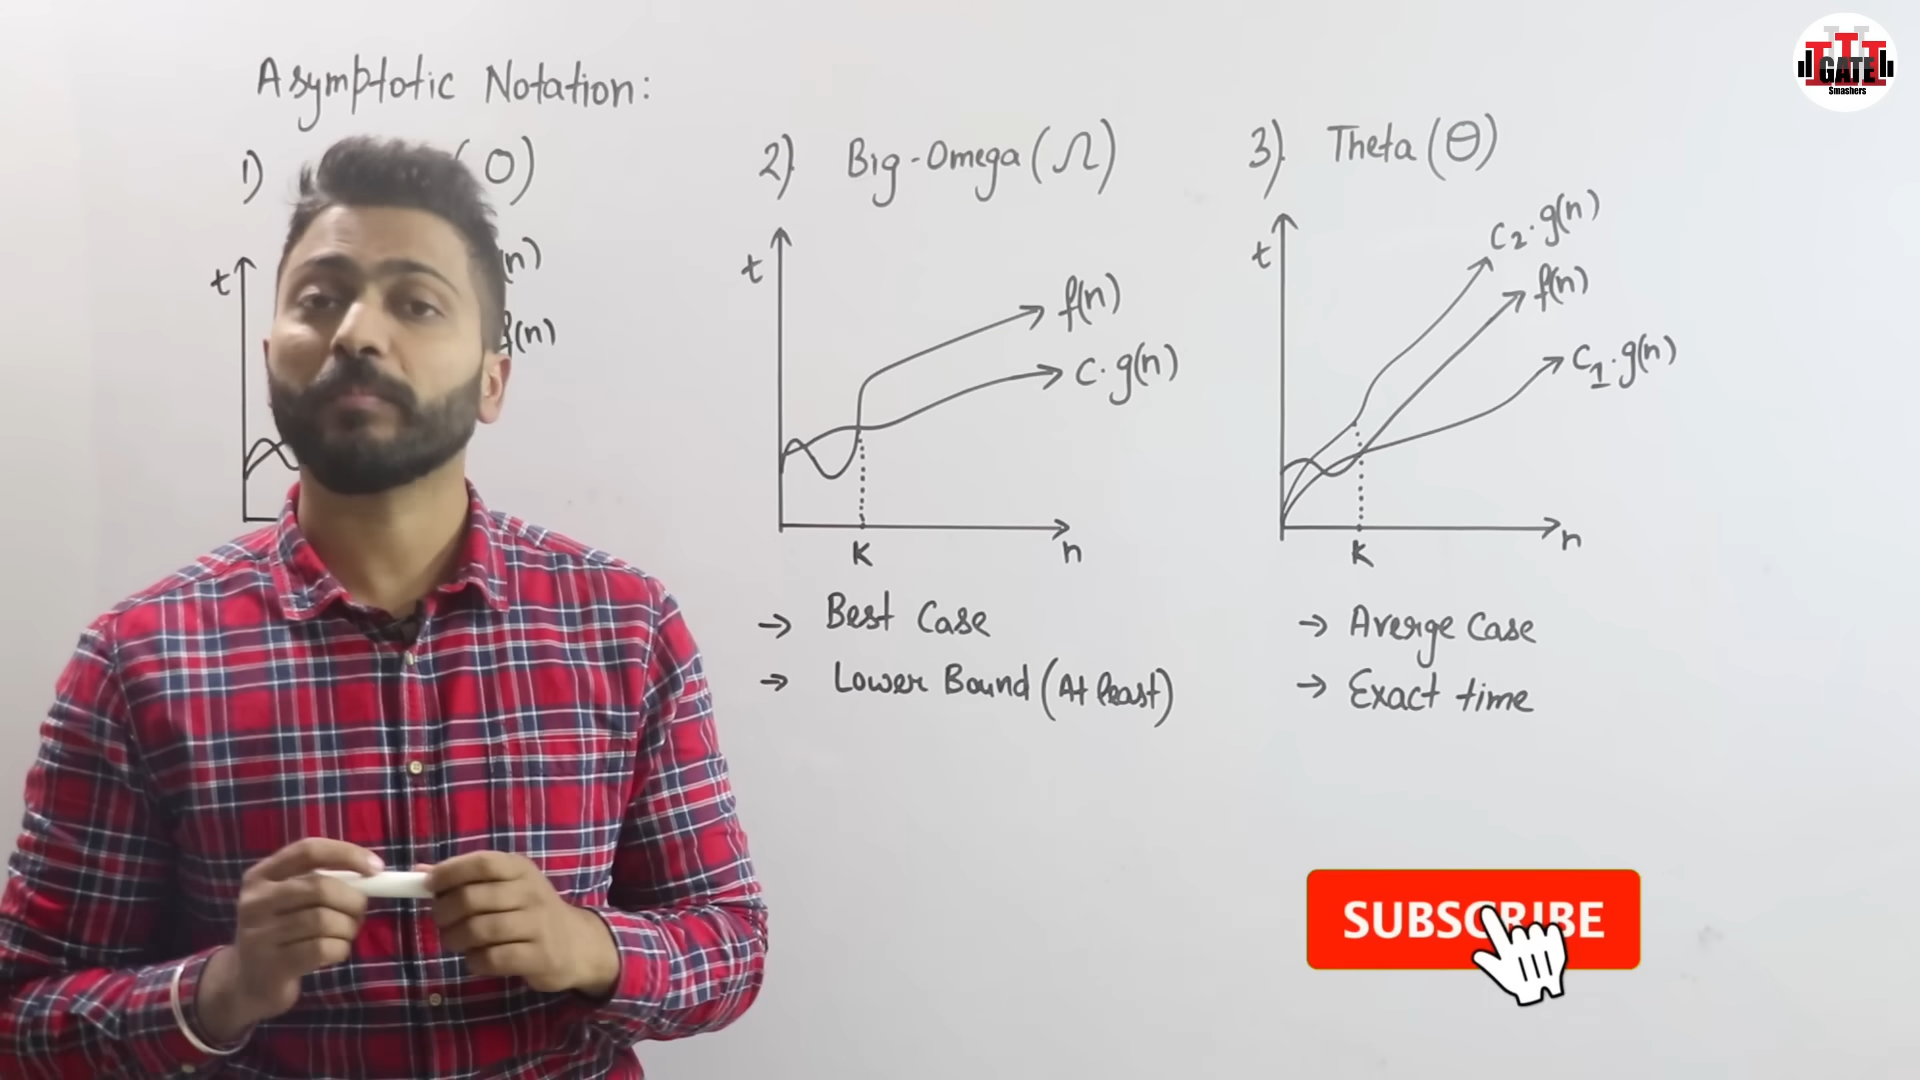 Asymptotic Notation:
1) (O)
(n)
f(n)
t
2) Big-Omega (Ω)
t
f(n)
c.g(n)
K
n
→ Best Case
→ Lower Bound (At least)
3) Theta (Θ)
t
c2.g(n)
f(n)
c1.g(n)
K
n
→ Averge Case
→ Exact time
GATE
Smashers
SUBSCRIBE